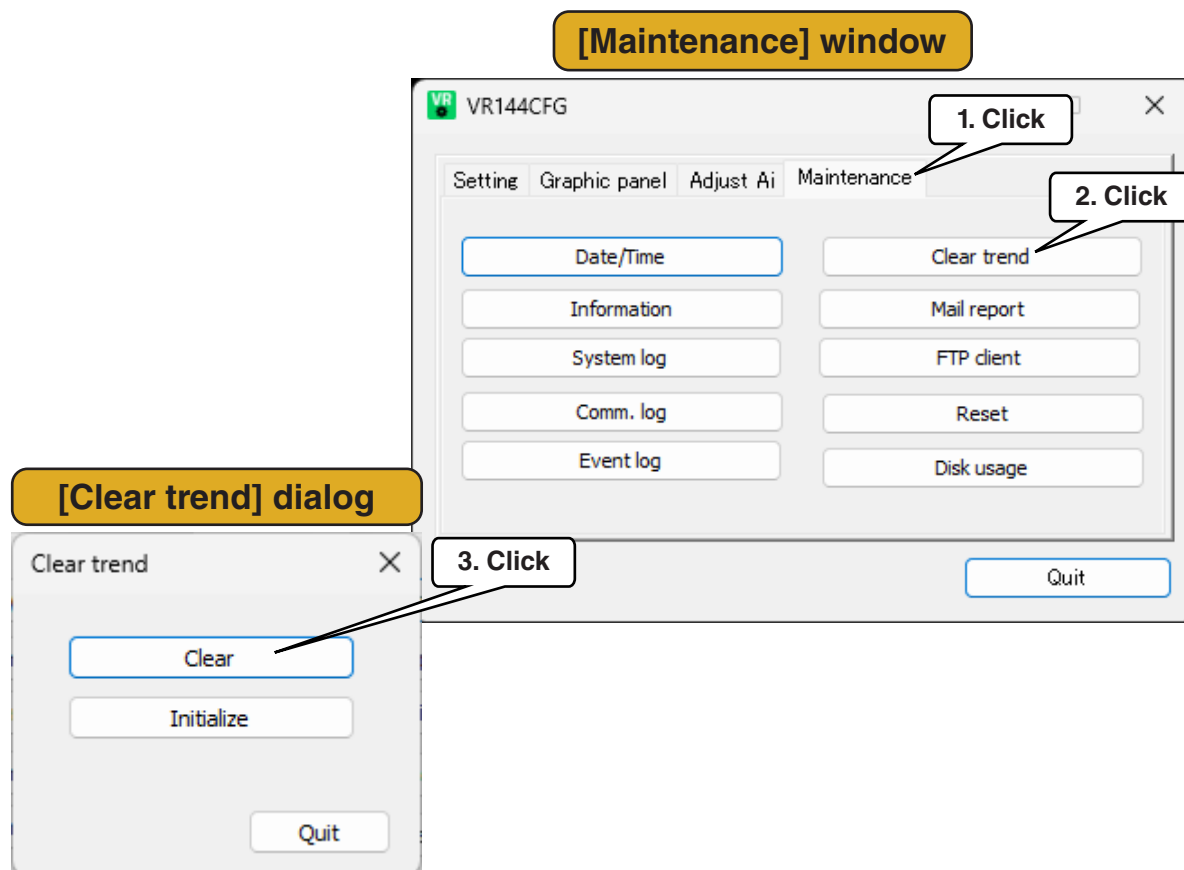 [Maintenance] window
VR
VR144CFG
1. Click
Setting Graphic panel Adjust Ai Maintenance
2. Click
Date/Time
Clear trend
Information
Mail report
System log
FTP client
Comm. log
Reset
Event log
Disk usage
Quit
[Clear trend] dialog
Clear trend
3. Click
Clear
Initialize
Quit